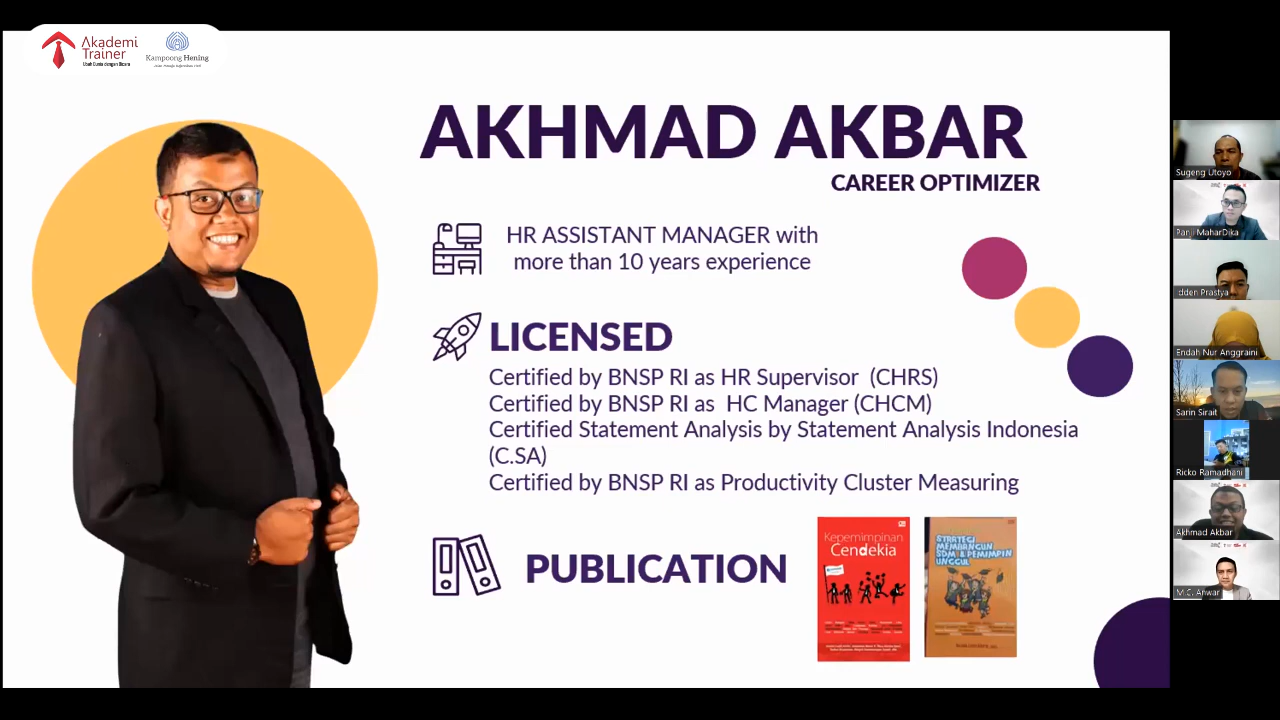 Akademi
Trainer
Kampoong Hening
AKHMAD AKBAR
CAREER OPTIMIZER
HR ASSISTANT MANAGER with
more than 10 years experience
LICENSED
Certified by BNSP RI as HR Supervisor (CHRS)
Certified by BNSP RI as HC Manager (CHCM)
Certified Statement Analysis by Statement Analysis Indonesia
(C.SA)
Certified by BNSP RI as Productivity Cluster Measuring
PUBLICATION
Kepemimpinan
Cendekia
STRATEGI
MEMBANGUN
SDM & PEMIMPIN
UNGGUL
Sugeng Utoyo
Panji MaharDika
dden Prastya
Endah Nur Anggraini
Sarin Sirait
Ricko Ramadhani
Akhmad Akbar
M.C. Anwar